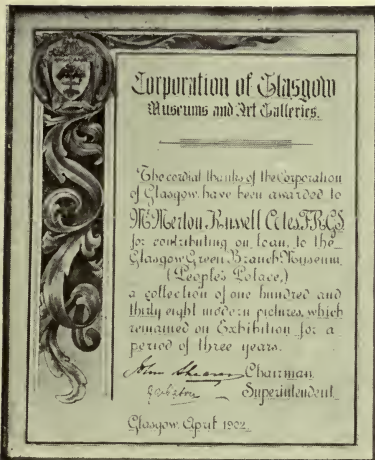 Corporation of Glasgow
Museums and Art Galleries.
The cordial thanks of the Corporation
of Glasgow have been awarded to
Mr. Merton Russell Cotes, F.R.G.S.
for contributing on loan, to the
Glasgow Green Branch Museum
(People's Palace,)
a collection of one hundred and
thirty eight modern pictures, which
remained on Exhibition for a
period of three years.
John Shearer Chairman
Superintendent
Glasgow, April 1902.